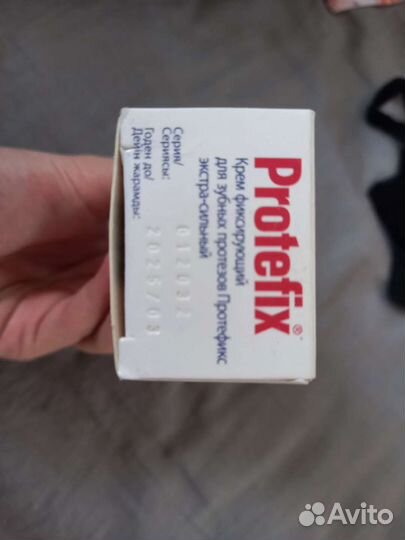 Protefix®
Крем фиксирующий
для зубных протезов Протефикс
экстра-сильный
Серия/
Сериясы: 012032
Годен до/
Дейін жарамды: 2025/03
Avito